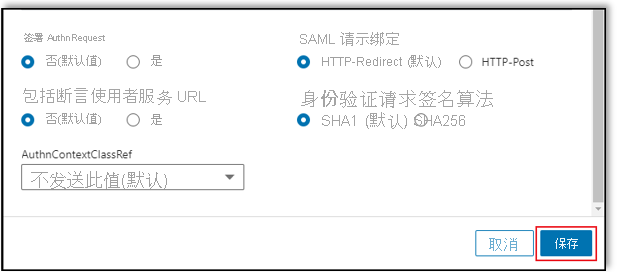 签署 AuthnRequest
SAML 请示绑定
否(默认值) 是
HTTP-Redirect (默认) HTTP-Post
包括断言使用者服务 URL
身份验证请求签名算法
否(默认值) 是
SHA1 (默认) SHA256
AuthnContextClassRef
不发送此值(默认)
取消 保存